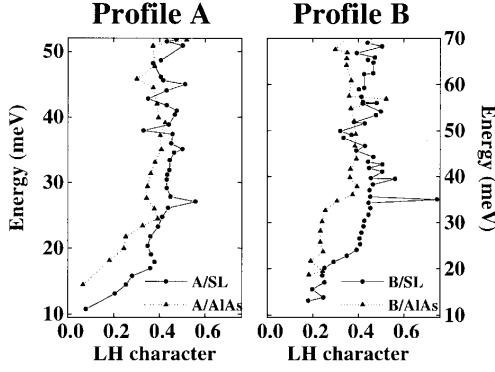 Profile A
Profile B
Energy (meV)
50
40
30
20
10
0.0
0.2
0.4
0.6
LH character
A/SL
A/AlAs
Energy (meV)
70
60
50
40
30
20
10
0.0
0.2
0.4
0.6
LH character
B/SL
B/AlAs